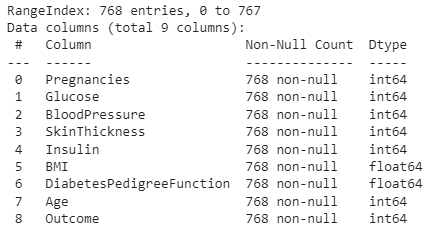 RangeIndex: 768 entries, 0 to 767
Data columns (total 9 columns):
 #   Column                    Non-Null Count  Dtype
---  ------                    --------------  -----
 0   Pregnancies               768 non-null    int64
 1   Glucose                   768 non-null    int64
 2   BloodPressure             768 non-null    int64
 3   SkinThickness             768 non-null    int64
 4   Insulin                   768 non-null    int64
 5   BMI                       768 non-null    float64
 6   DiabetesPedigreeFunction  768 non-null    float64
 7   Age                       768 non-null    int64
 8   Outcome                   768 non-null    int64